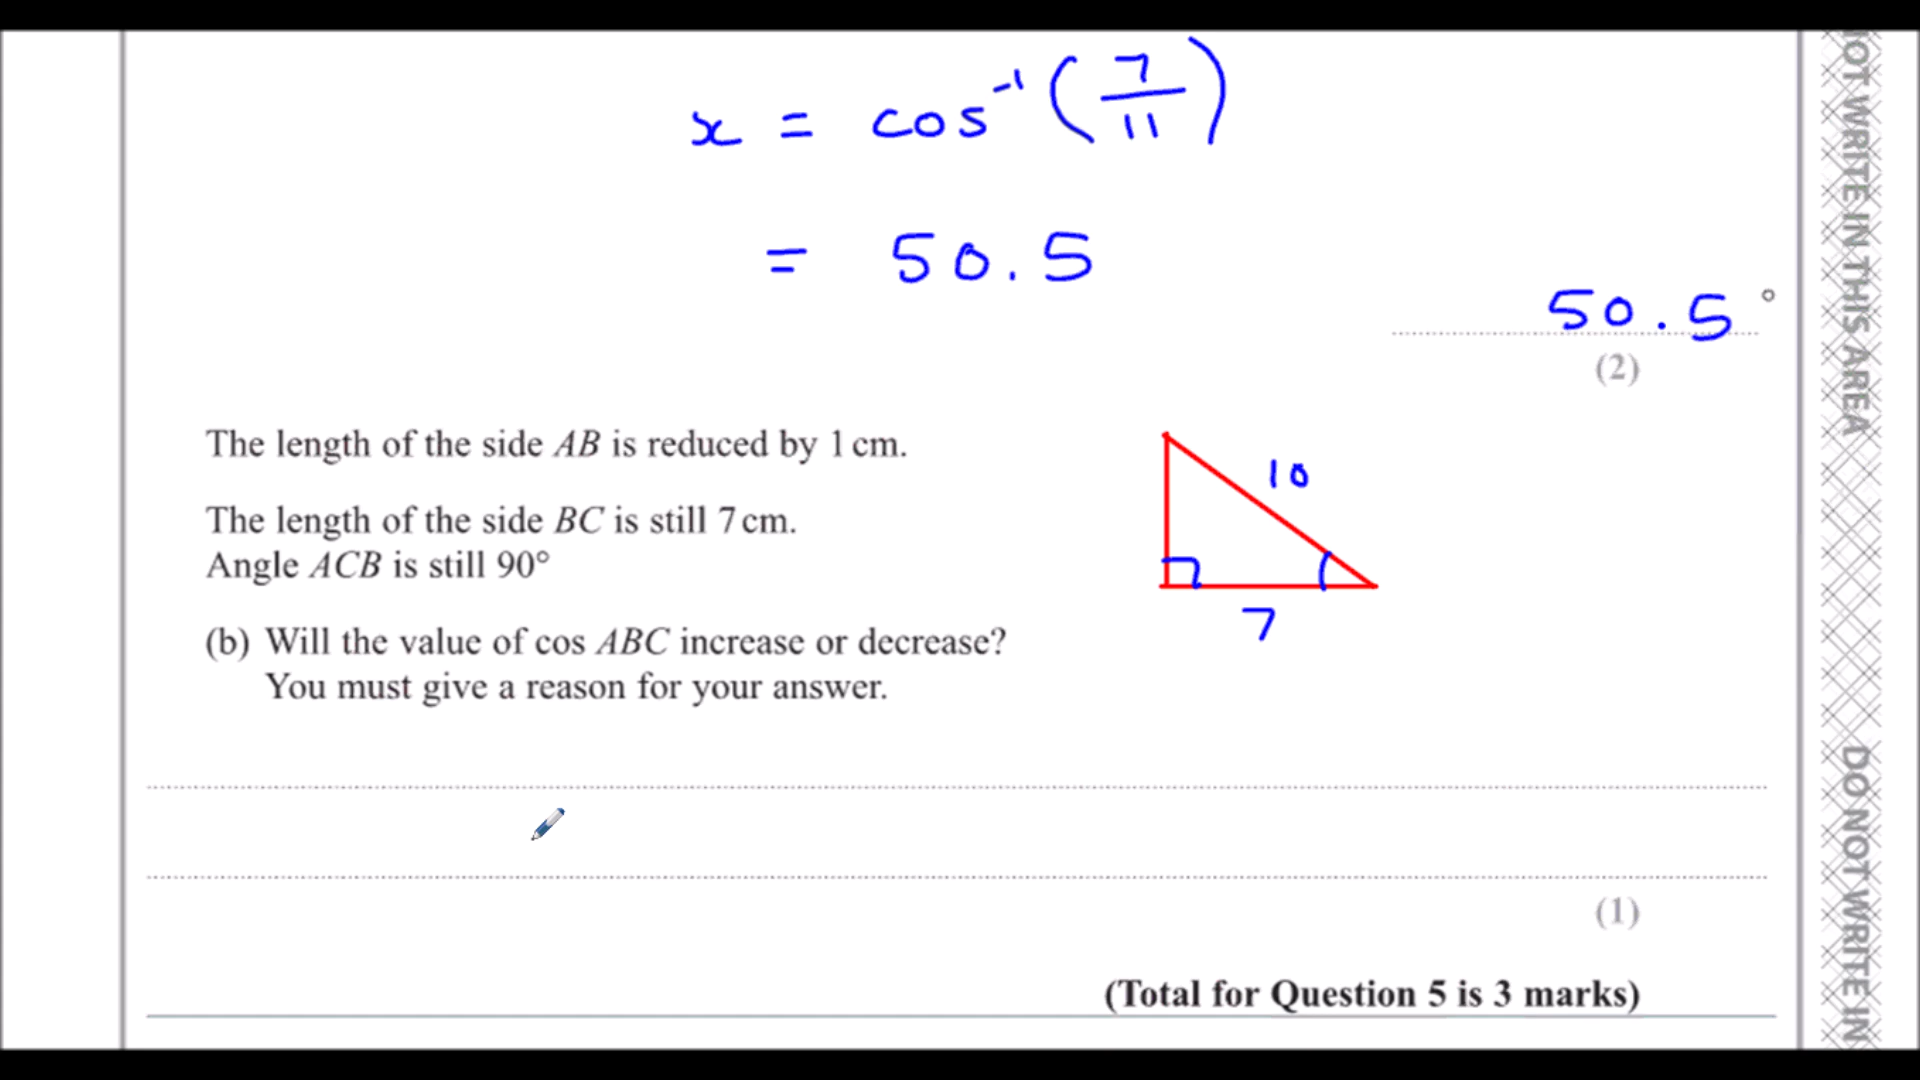 x = cos⁻¹ (7/11)
= 50.5
50.5 °
(2)
The length of the side AB is reduced by 1 cm.
The length of the side BC is still 7 cm.
Angle ACB is still 90°
10
7
(b) Will the value of cos ABC increase or decrease?
You must give a reason for your answer.
(1)
(Total for Question 5 is 3 marks)
OT WRITE IN THIS AREA
DO NOT WRITE IN